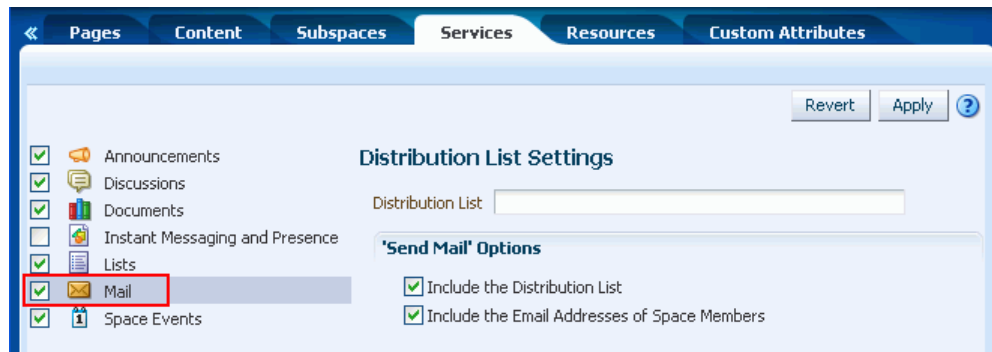 « Pages Content Subspaces Services Resources Custom Attributes
Revert Apply ?
Announcements
Discussions
Documents
Instant Messaging and Presence
Lists
Mail
1 Space Events
Distribution List Settings
Distribution List
'Send Mail' Options
Include the Distribution List
Include the Email Addresses of Space Members